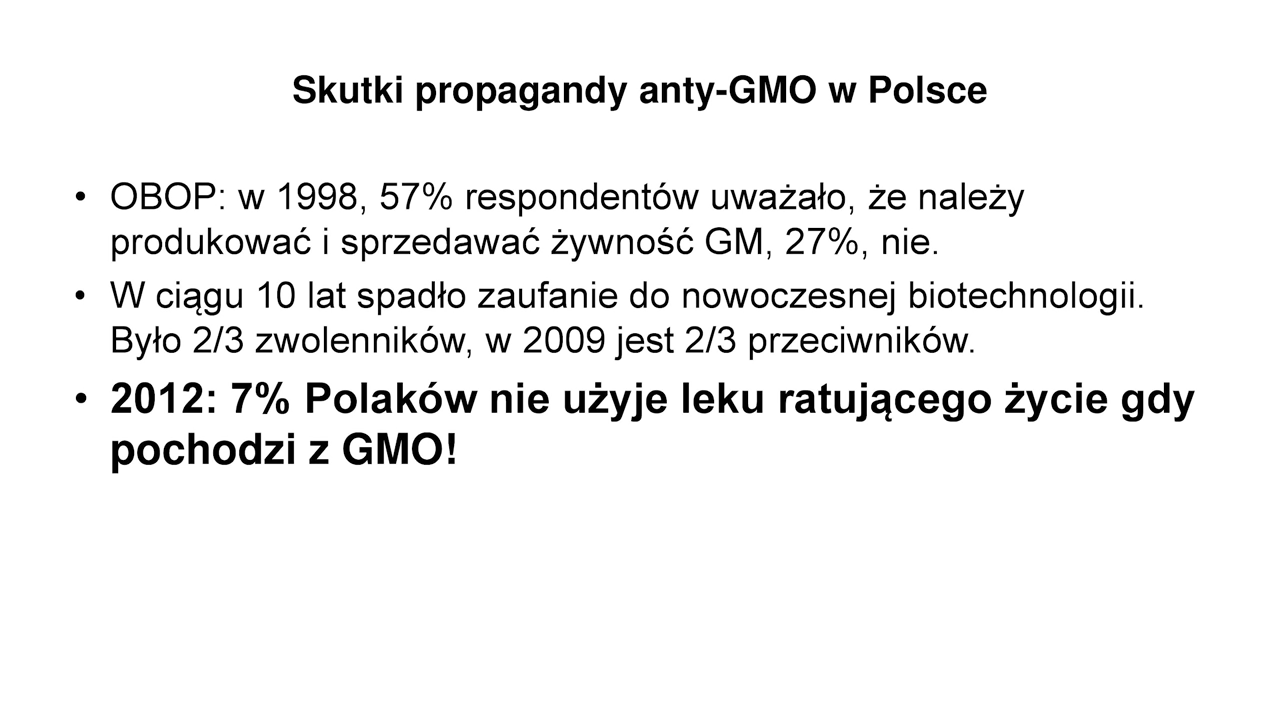 Skutki propagandy anty-GMO w Polsce
• OBOP: w 1998, 57% respondentów uważało, że należy
produkować i sprzedawać żywność GM, 27%, nie.
• W ciągu 10 lat spadło zaufanie do nowoczesnej biotechnologii.
Było 2/3 zwolenników, w 2009 jest 2/3 przeciwników.
• 2012: 7% Polaków nie użyje leku ratującego życie gdy
pochodzi z GMO!